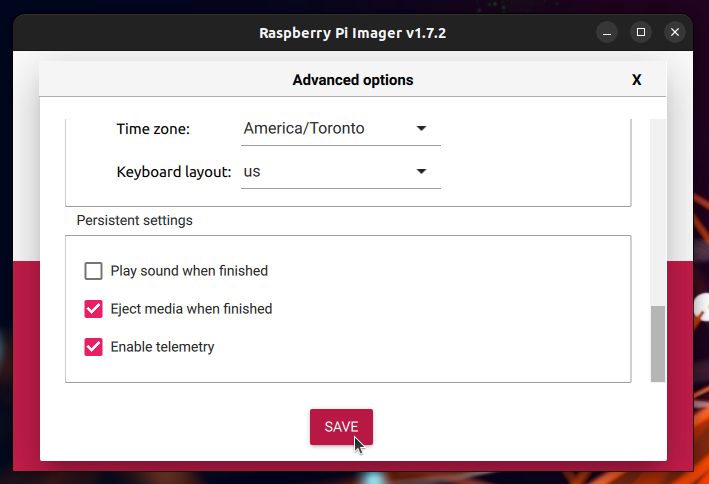 Raspberry Pi Imager v1.7.2
Advanced options X
Time zone: America/Toronto
Keyboard layout: us
Persistent settings
Play sound when finished
Eject media when finished
Enable telemetry
SAVE